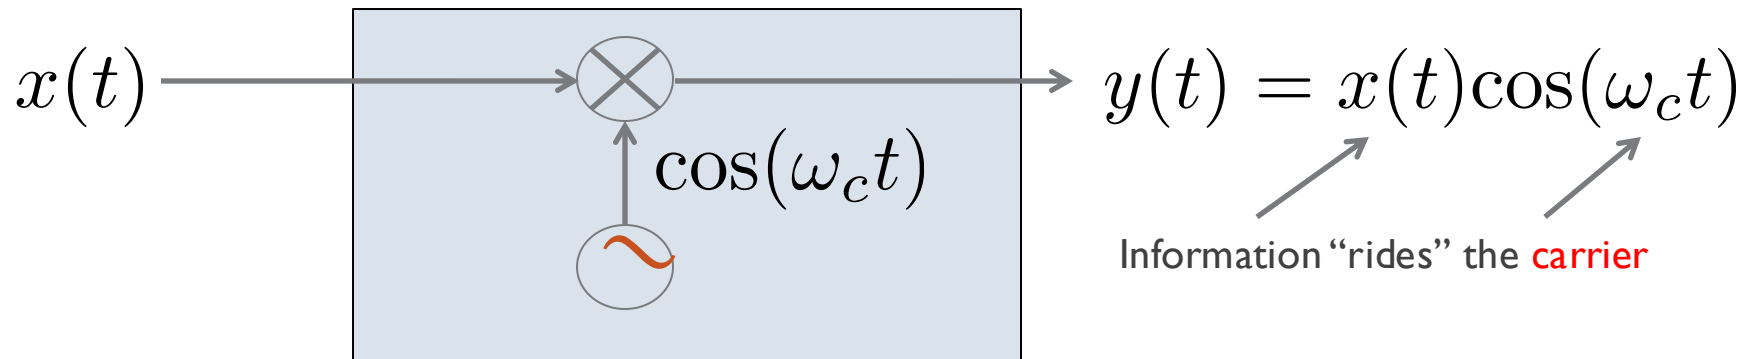 x(t)
y(t) = x(t)cos(ω_c t)
cos(ω_c t)
Information “rides” the carrier